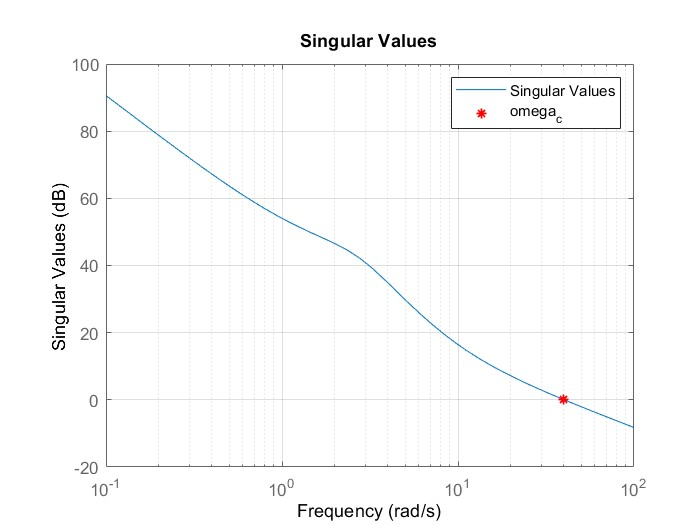 Singular Values
Singular Values (dB)
100
80
60
40
20
0
-20
Singular Values
omega_c
10^-1
10^0
10^1
10^2
Frequency (rad/s)